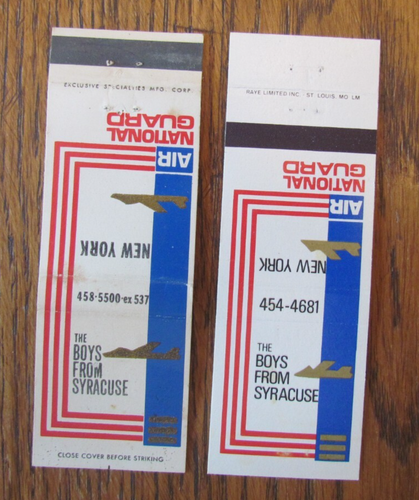 EXCLUSIVE SPECIALTIES MFG. CORP.
NATIONAL
GUARD
AIR
NEW YORK
458-5500-ex 537
THE
BOYS
FROM
SYRACUSE
CLOSE COVER BEFORE STRIKING
RAYE LIMITED INC. ST. LOUIS, MO LM
NATIONAL
GUARD
AIR
NEW YORK
454-4681
THE
BOYS
FROM
SYRACUSE